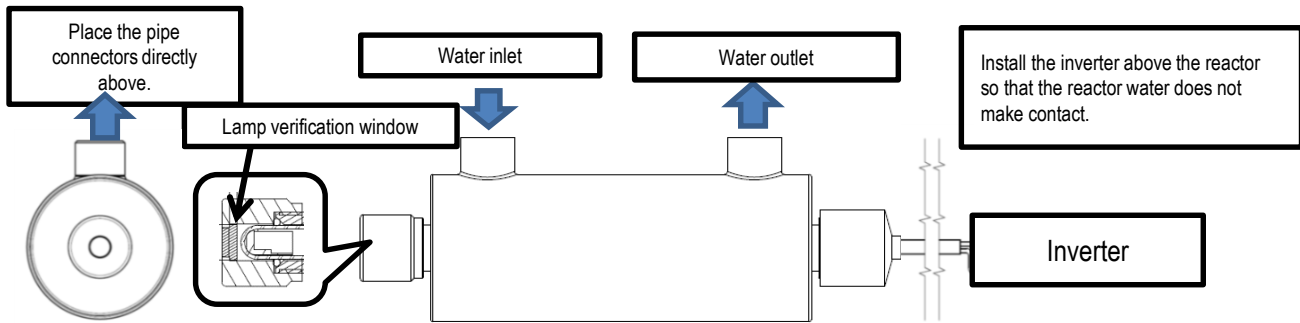 Place the pipe
connectors directly
above.
Water inlet
Water outlet
Install the inverter above the reactor
so that the reactor water does not
make contact.
Lamp verification window
Inverter